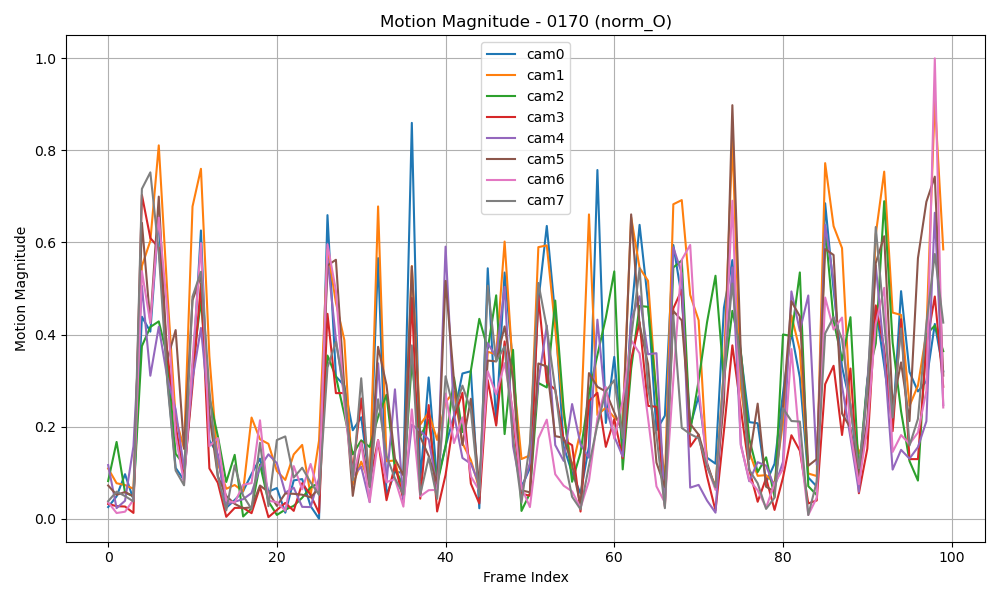 Motion Magnitude - 0170 (norm_O)
cam0
cam1
cam2
cam3
cam4
cam5
cam6
cam7
Motion Magnitude
1.0
0.8
0.6
0.4
0.2
0.0
0 20 40 60 80 100
Frame Index